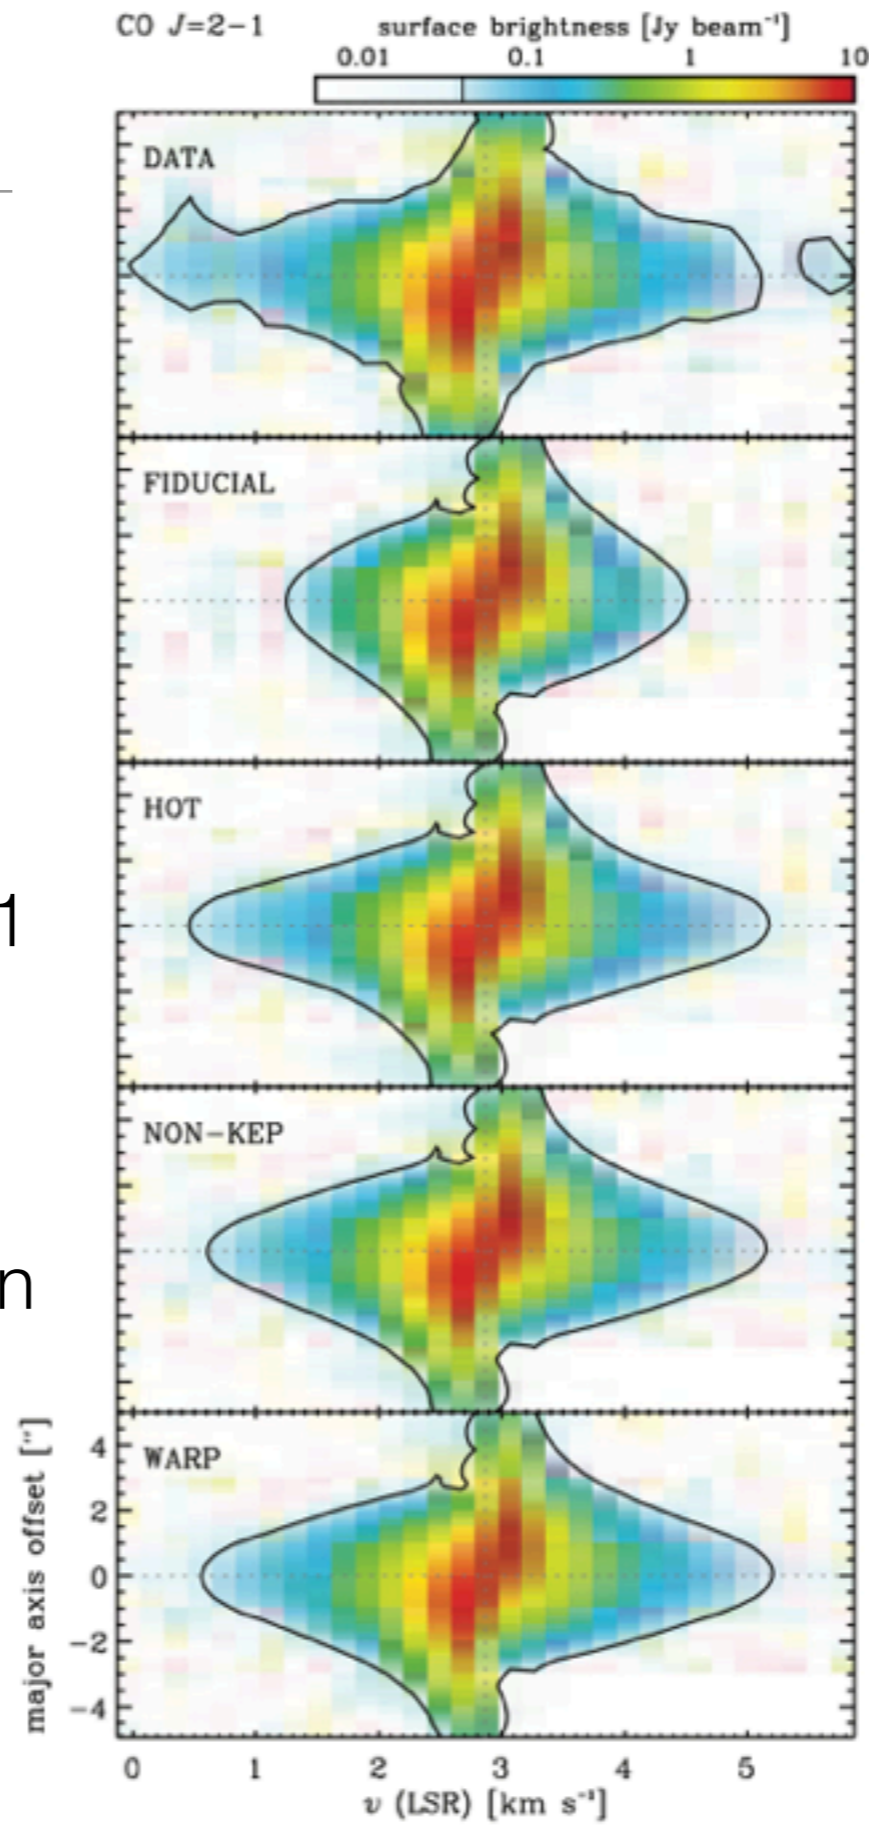 CO J=2−1
surface brightness [Jy beam⁻¹]
0.01 0.1 1 10
DATA
FIDUCIAL
HOT
1
NON−KEP
n
WARP
major axis offset ["]
4
2
0
−2
−4
0 1 2 3 4 5
v (LSR) [km s⁻¹]